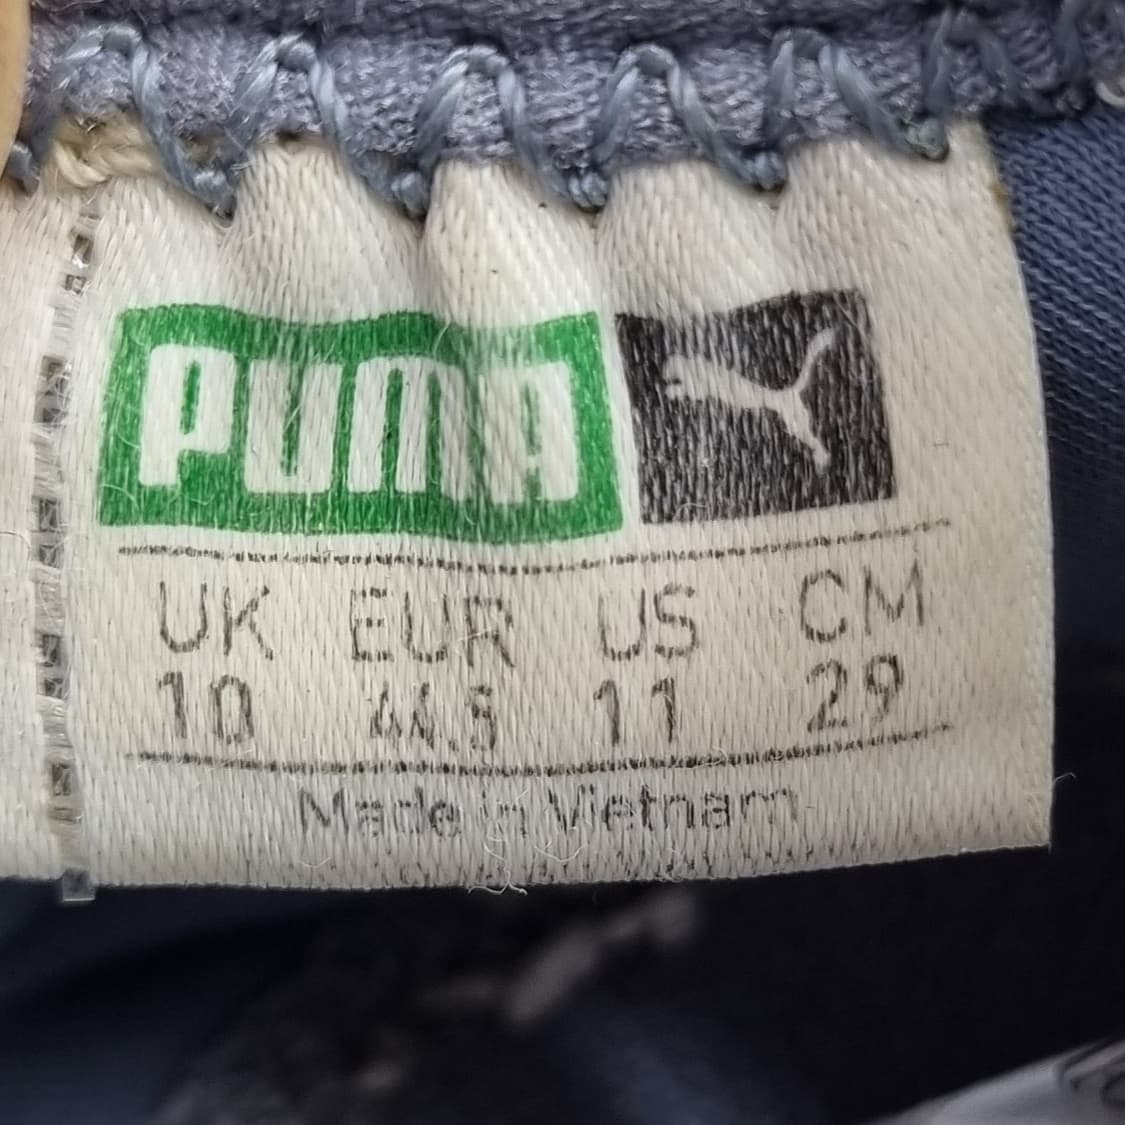 PUMA
UK EUR US CM
10 44.5 11 29
Made in Vietnam